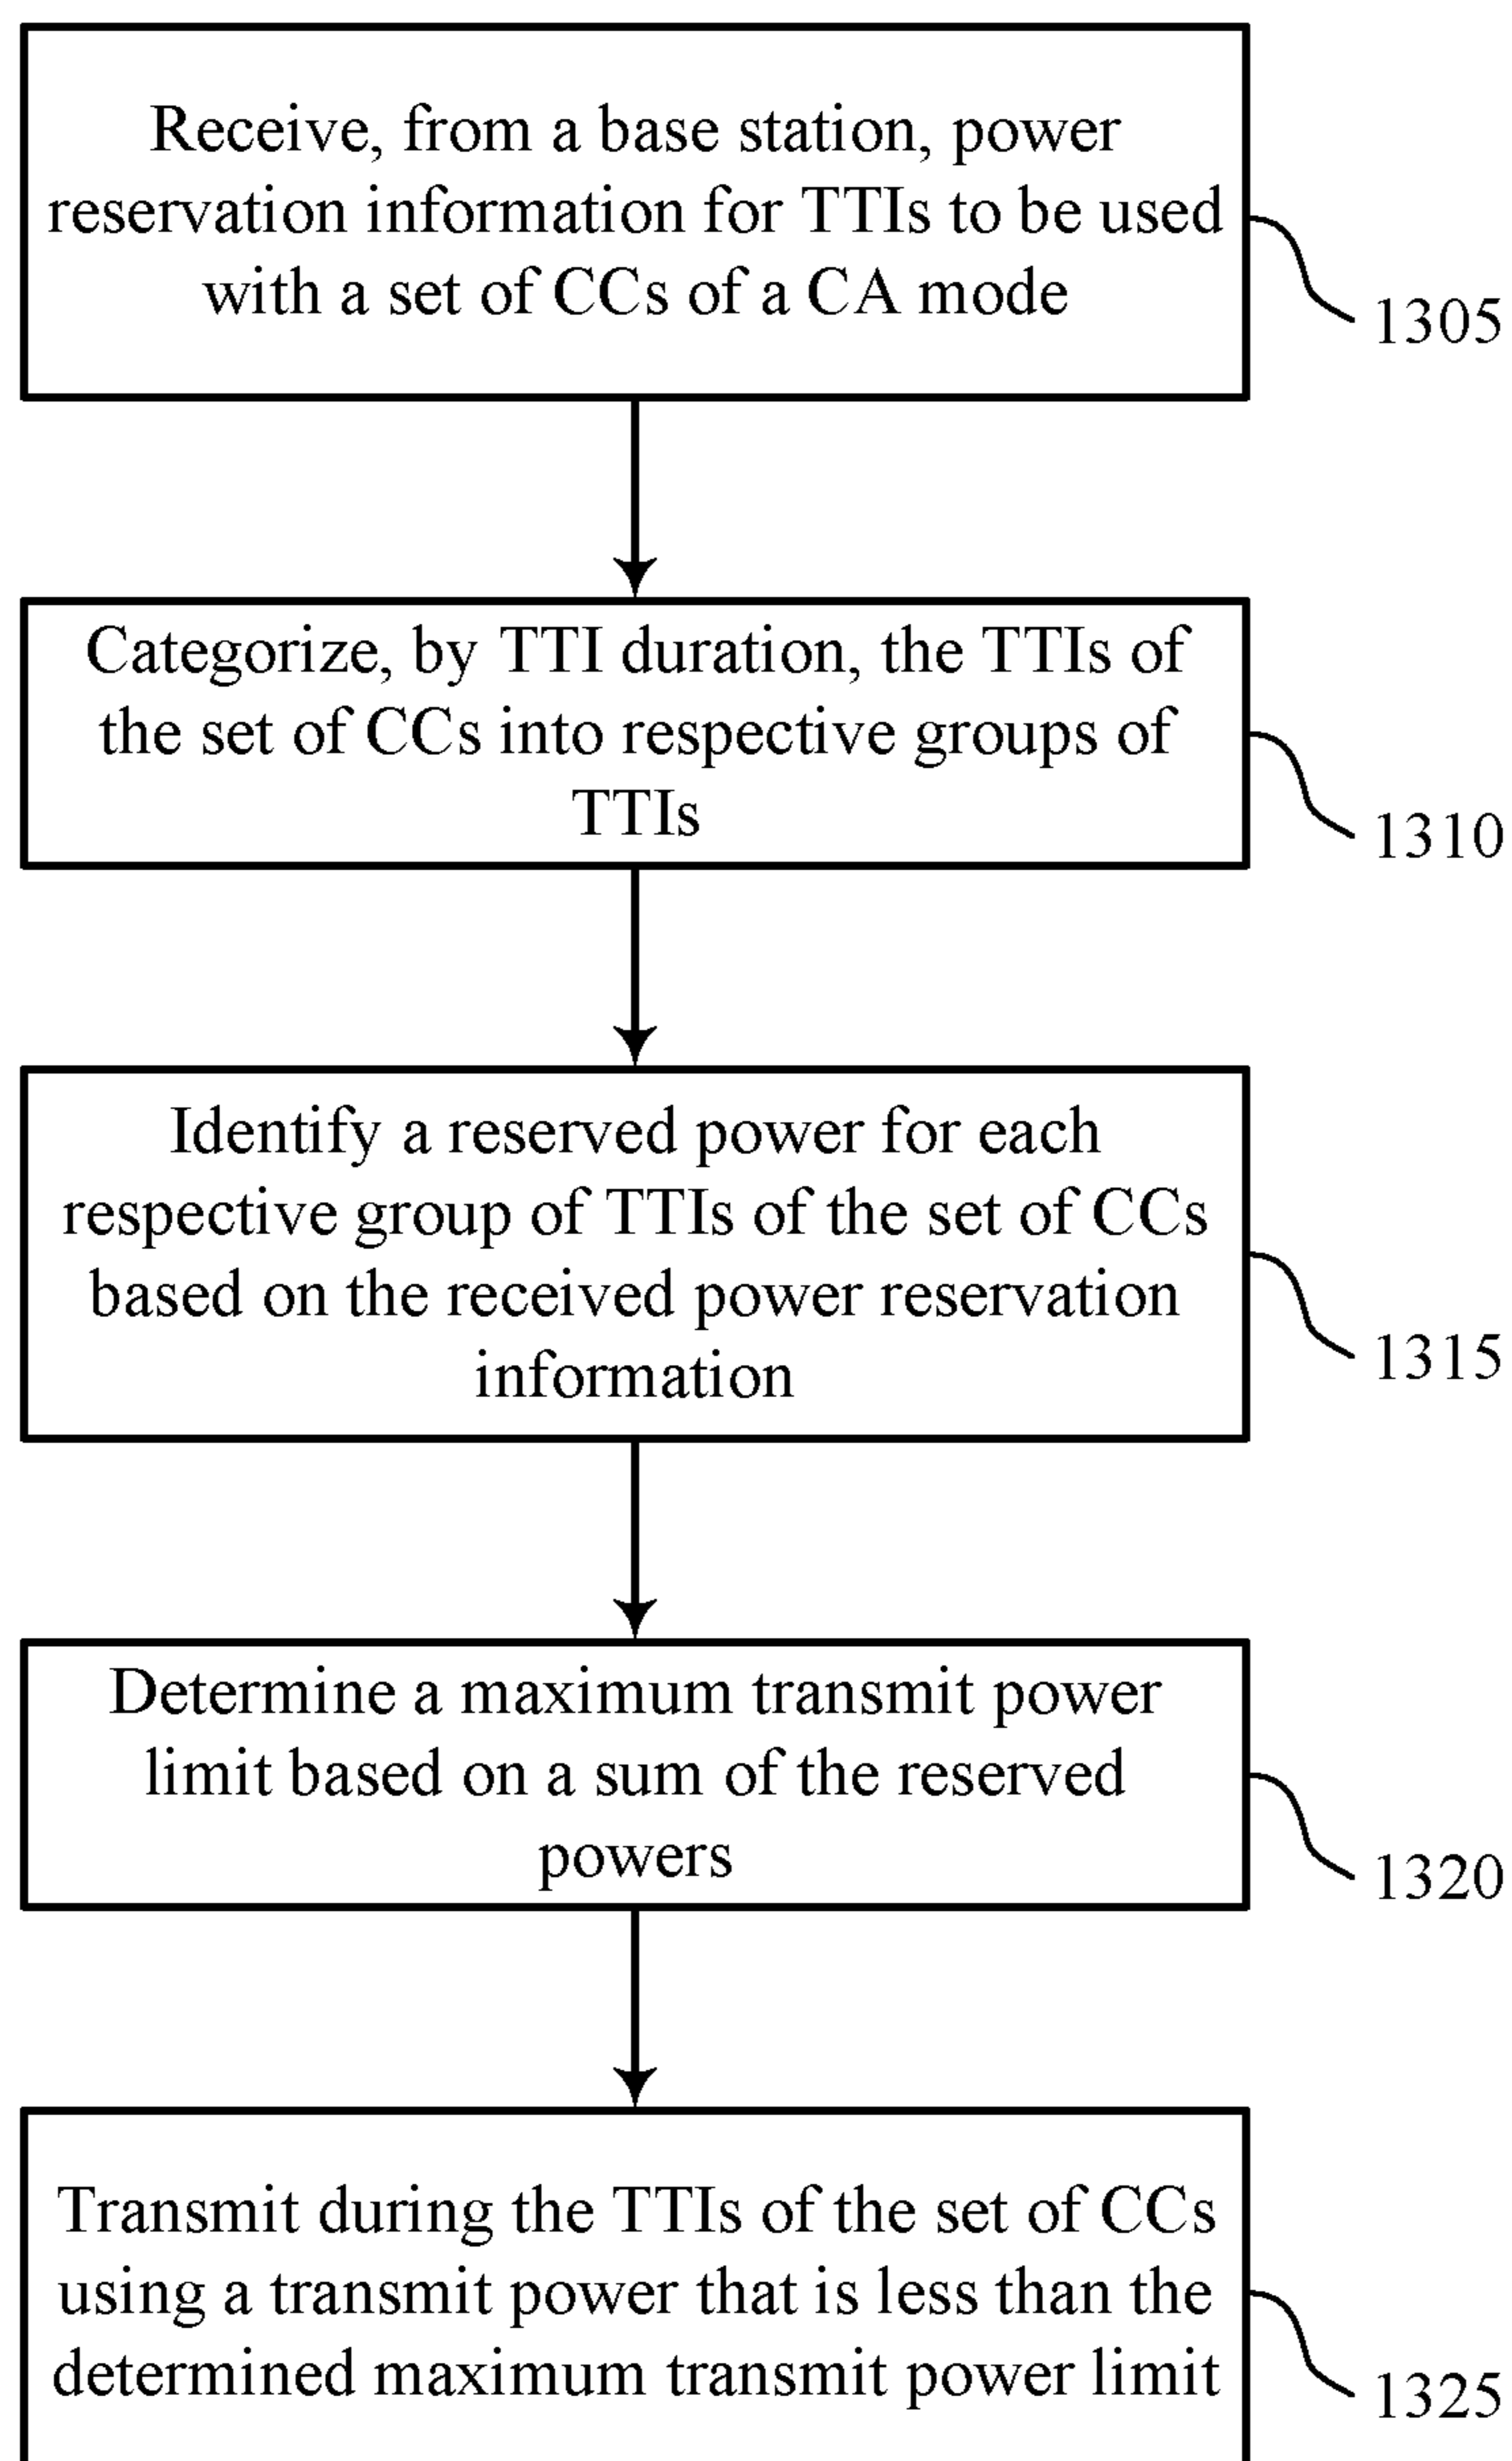 Receive, from a base station, power
reservation information for TTIs to be used
with a set of CCs of a CA mode
1305
Categorize, by TTI duration, the TTIs of
the set of CCs into respective groups of
TTIs
1310
Identify a reserved power for each
respective group of TTIs of the set of CCs
based on the received power reservation
information
1315
Determine a maximum transmit power
limit based on a sum of the reserved
powers
1320
Transmit during the TTIs of the set of CCs
using a transmit power that is less than the
determined maximum transmit power limit
1325